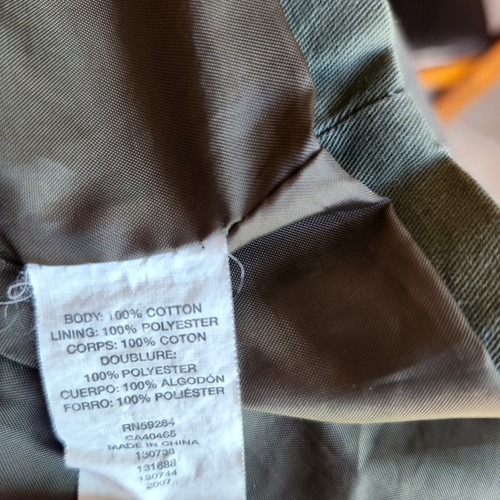 BODY: 100% COTTON
LINING: 100% POLYESTER
CORPS: 100% COTON
DOUBLURE:
100% POLYESTER
CUERPO: 100% ALGODÓN
FORRO: 100% POLIÉSTER
RN59284
CA40465
MADE IN CHINA
130738
131688
130744
2007